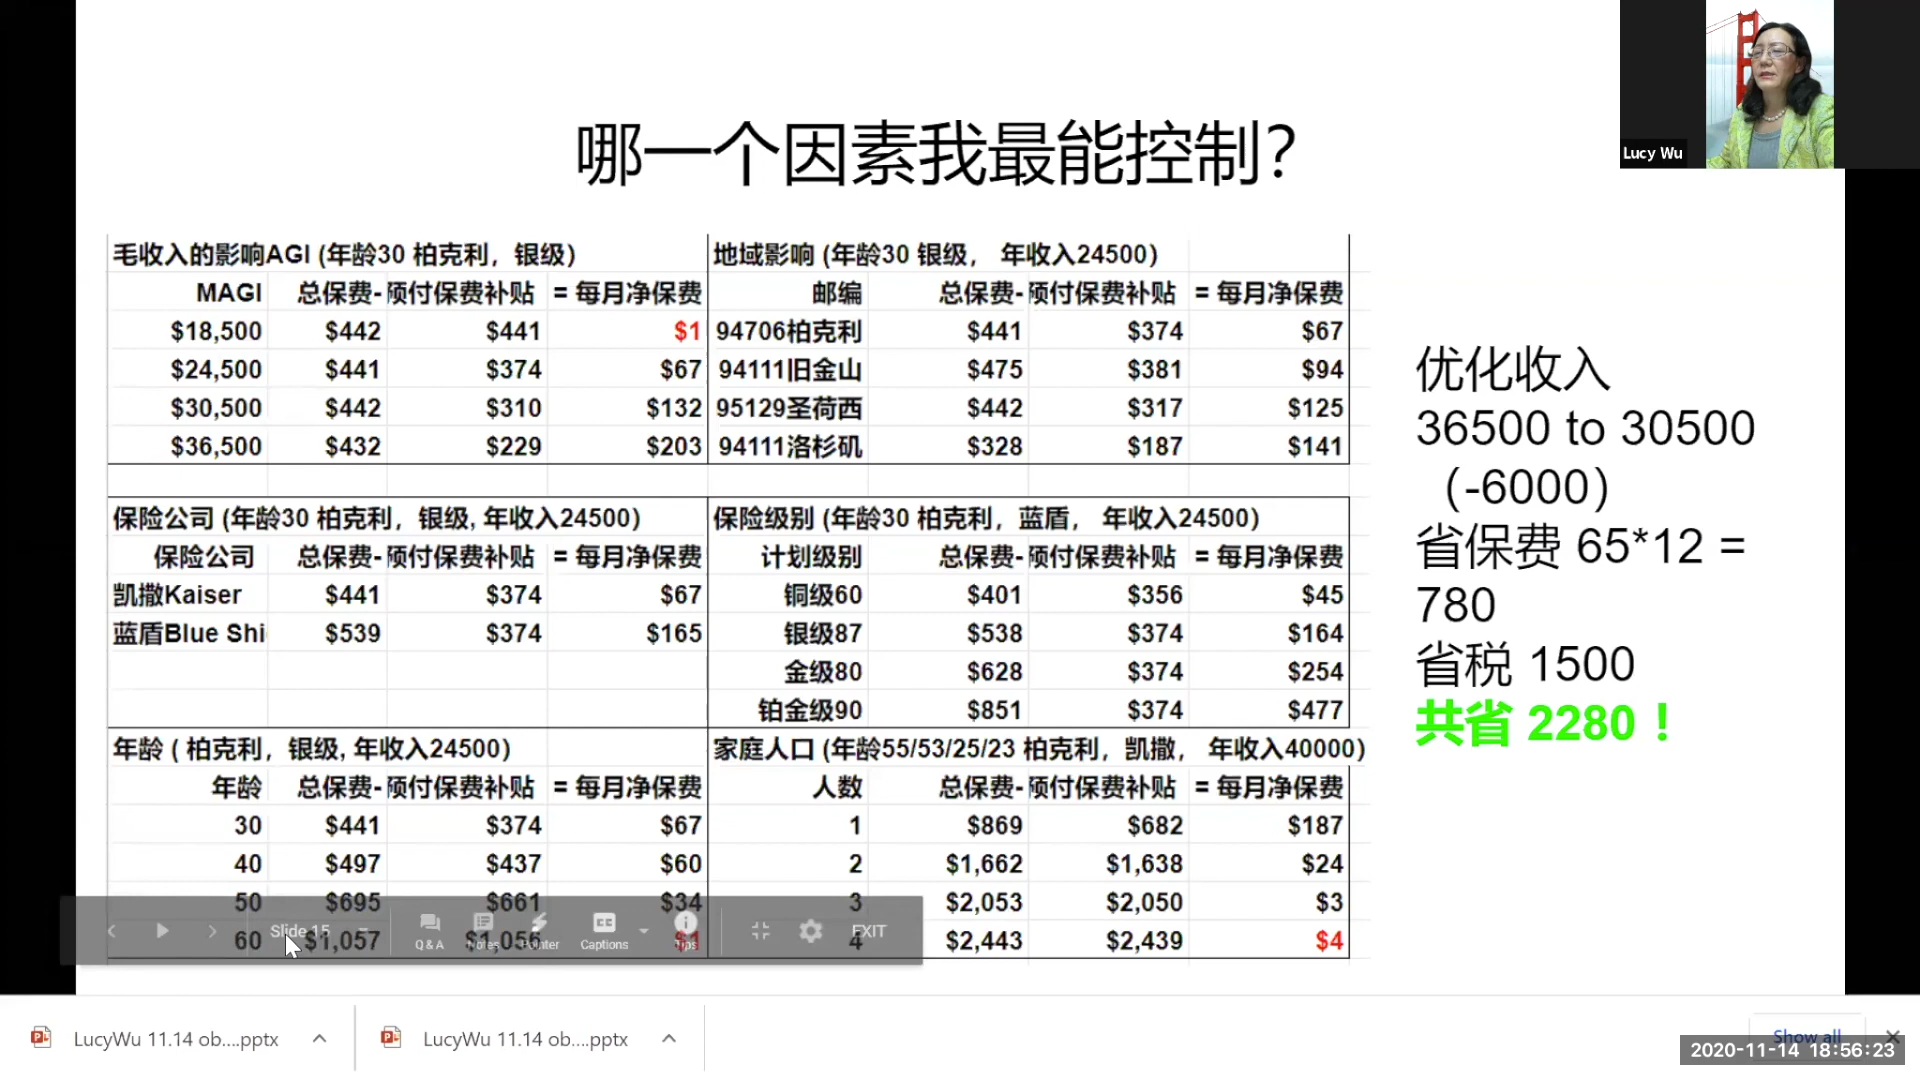 Lucy Wu
哪一个因素我最能控制？
毛收入的影响AGI (年龄30 柏克利，银级)
MAGI 总保费- 预付保费补贴 = 每月净保费
$18,500 $442 $441 $1
$24,500 $441 $374 $67
$30,500 $442 $310 $132
$36,500 $432 $229 $203
地域影响 (年龄30 银级， 年收入24500)
邮编 总保费- 预付保费补贴 = 每月净保费
94706柏克利 $441 $374 $67
94111旧金山 $475 $381 $94
95129圣荷西 $442 $317 $125
94111洛杉矶 $328 $187 $141
保险公司 (年龄30 柏克利，银级, 年收入24500)
保险公司 总保费- 预付保费补贴 = 每月净保费
凯撒Kaiser $441 $374 $67
蓝盾Blue Shi $539 $374 $165
保险级别 (年龄30 柏克利，蓝盾， 年收入24500)
计划级别 总保费- 预付保费补贴 = 每月净保费
铜级60 $401 $356 $45
银级87 $538 $374 $164
金级80 $628 $374 $254
铂金级90 $851 $374 $477
年龄 ( 柏克利，银级, 年收入24500)
年龄 总保费- 预付保费补贴 = 每月净保费
30 $441 $374 $67
40 $497 $437 $60
50 $695 $661 $34
60 $1,057 $1,056 $1
家庭人口 (年龄55/53/25/23 柏克利，凯撒， 年收入40000)
人数 总保费- 预付保费补贴 = 每月净保费
1 $869 $682 $187
2 $1,662 $1,638 $24
3 $2,053 $2,050 $3
4 $2,443 $2,439 $4
优化收入
36500 to 30500
（-6000）
省保费 65*12 =
780
省税 1500
共省 2280！
Slide 15 Q & A Notes Pointer Captions Tips EXIT
LucyWu 11.14 ob....pptx LucyWu 11.14 ob....pptx Show all
2020-11-14 18:56:23